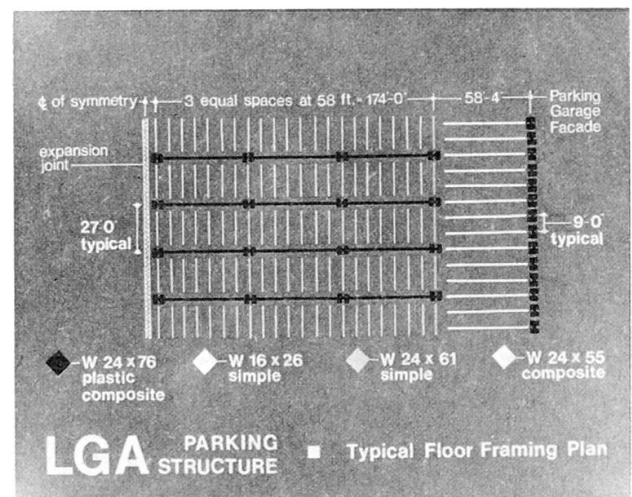 ℄ of symmetry 3 equal spaces at 58 ft.=174'-0" 58'-4" Parking
Garage
Facade
expansion
joint
27'0"
typical
9'-0"
typical
W 24 x 76
plastic
composite
W 16 x 26
simple
W 24 x 61
simple
W 24 x 55
composite
LGA PARKING
STRUCTURE
Typical Floor Framing Plan